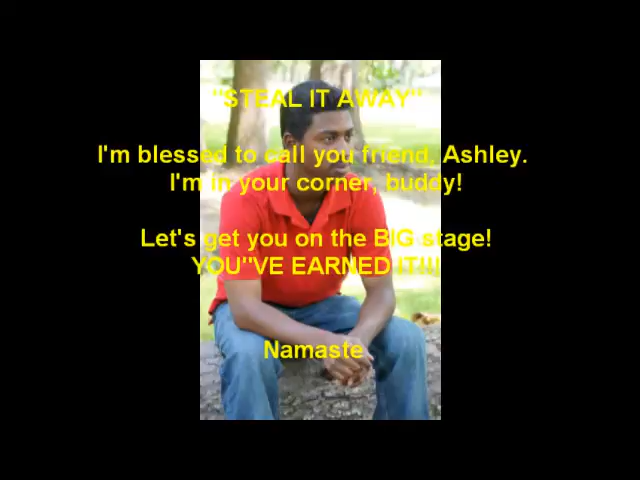 "STEAL IT AWAY"
I'm blessed to call you friend, Ashley.
I'm in your corner, buddy!
Let's get you on the BIG stage!
YOU"VE EARNED IT!!!
Namaste